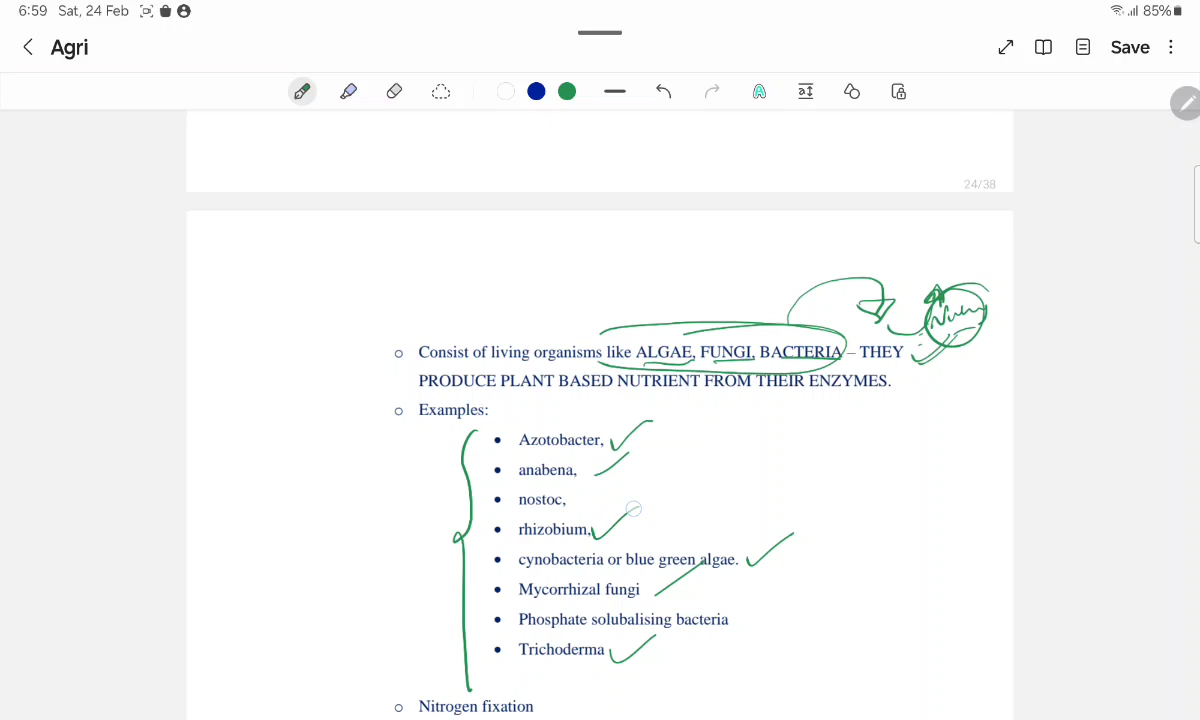 6:59 Sat, 24 Feb 85%
Agri Save
24/38
Consist of living organisms like ALGAE, FUNGI, BACTERIA – THEY
PRODUCE PLANT BASED NUTRIENT FROM THEIR ENZYMES.
Examples:
Azotobacter,
anabena,
nostoc,
rhizobium,
cynobacteria or blue green algae.
Mycorrhizal fungi
Phosphate solubalising bacteria
Trichoderma
Nitrogen fixation